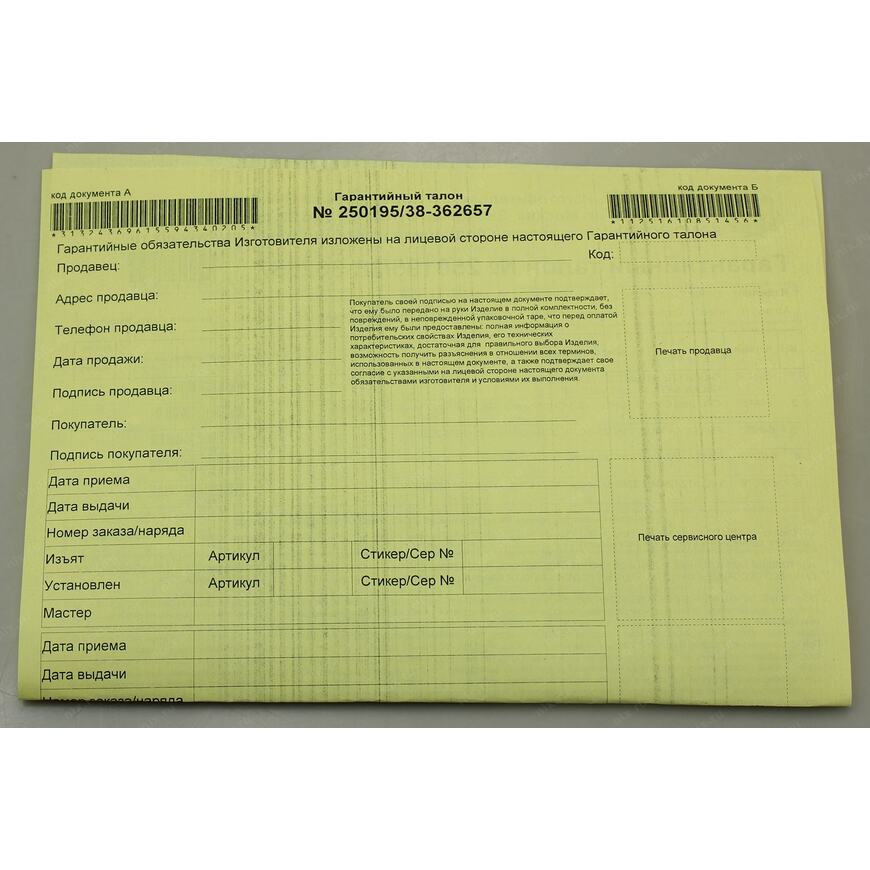 код документа А
код документа Б
Гарантийный талон
№ 250195/38-362657
*31324369615594340205*
*11251610851456*
Гарантийные обязательства Изготовителя изложены на лицевой стороне настоящего Гарантийного талона
Продавец:
Код:
Адрес продавца:
Телефон продавца:
Дата продажи:
Подпись продавца:
Покупатель:
Подпись покупателя:
Покупатель своей подписью на настоящем документе подтверждает,
что ему было передано на руки Изделие в полной комплектности, без
повреждений, в неповрежденной упаковочной таре, что перед оплатой
Изделия ему были предоставлены: полная информация о
потребительских свойствах Изделия, его технических
характеристиках, достаточная для правильного выбора Изделия,
возможность получить разъяснения в отношении всех терминов,
использованных в настоящем документе, а также подтверждает свое
согласие с указанными на лицевой стороне настоящего документа
обязательствами изготовителя и условиями их выполнения.
Печать продавца
Дата приема
Дата выдачи
Номер заказа/наряда
Изъят Артикул Стикер/Сер №
Установлен Артикул Стикер/Сер №
Мастер
Печать сервисного центра
Дата приема
Дата выдачи
Номер заказа/наряда